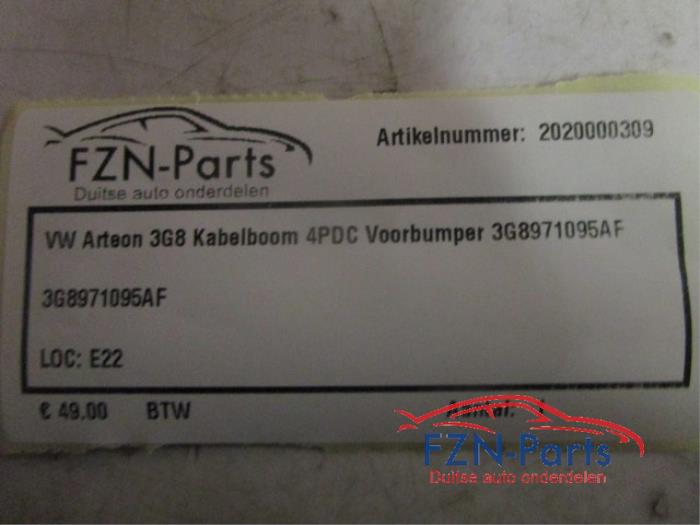 FZN-Parts
Duitse auto onderdelen
Artikelnummer: 2020000309
VW Arteon 3G8 Kabelboom 4PDC Voorbumper 3G8971095AF
3G8971095AF
LOC: E22
€ 49.00 BTW
FZN-Parts
Duitse auto onderdelen